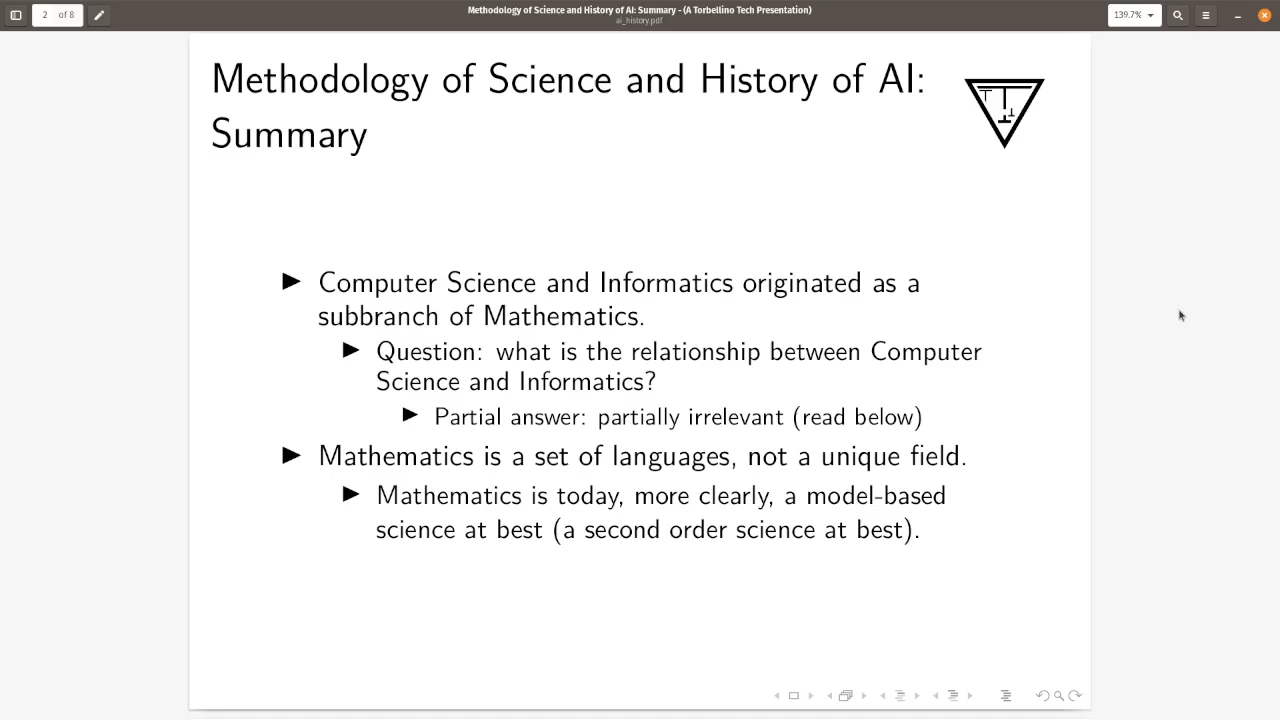 Methodology of Science and History of AI: Summary - (A Torbellino Tech Presentation)
ai_history.pdf
2 of 8
139.7%
Methodology of Science and History of AI:
Summary
Computer Science and Informatics originated as a
subbranch of Mathematics.
Question: what is the relationship between Computer
Science and Informatics?
Partial answer: partially irrelevant (read below)
Mathematics is a set of languages, not a unique field.
Mathematics is today, more clearly, a model-based
science at best (a second order science at best).